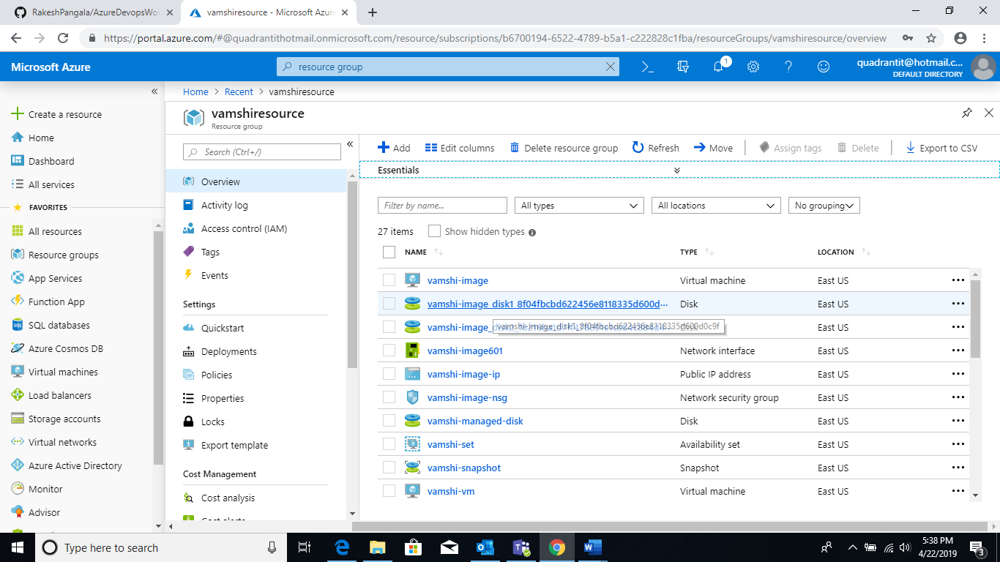 RakeshPangala/AzureDevopsWor
vamshiresource - Microsoft Azure
https://portal.azure.com/#@quadrantithotmail.onmicrosoft.com/resource/subscriptions/b6700194-6522-4789-b5a1-c222828c1fba/resourceGroups/vamshiresource/overview
Microsoft Azure
resource group
1
quadrantit@hotmail.c...
DEFAULT DIRECTORY
Home > Recent > vamshiresource
vamshiresource
Resource group
Create a resource
Home
Dashboard
All services
FAVORITES
All resources
Resource groups
App Services
Function App
SQL databases
Azure Cosmos DB
Virtual machines
Load balancers
Storage accounts
Virtual networks
Azure Active Directory
Monitor
Advisor
Search (Ctrl+/)
Overview
Activity log
Access control (IAM)
Tags
Events
Settings
Quickstart
Deployments
Policies
Properties
Locks
Export template
Cost Management
Cost analysis
Cost alerts
Add Edit columns Delete resource group Refresh Move Assign tags Delete Export to CSV
Essentials
Filter by name... All types All locations No grouping
27 items Show hidden types
NAME TYPE LOCATION
vamshi-image Virtual machine East US
vamshi-image_disk1_8f04fbcbd622456e8118335d600d... Disk East US
vamshi-image_ Disk East US
vamshi-image_disk1_8f04fbcbd622456e8118335d600d0c9f
vamshi-image601 Network interface East US
vamshi-image-ip Public IP address East US
vamshi-image-nsg Network security group East US
vamshi-managed-disk Disk East US
vamshi-set Availability set East US
vamshi-snapshot Snapshot East US
vamshi-vm Virtual machine East US
Type here to search
5:38 PM
4/22/2019
3